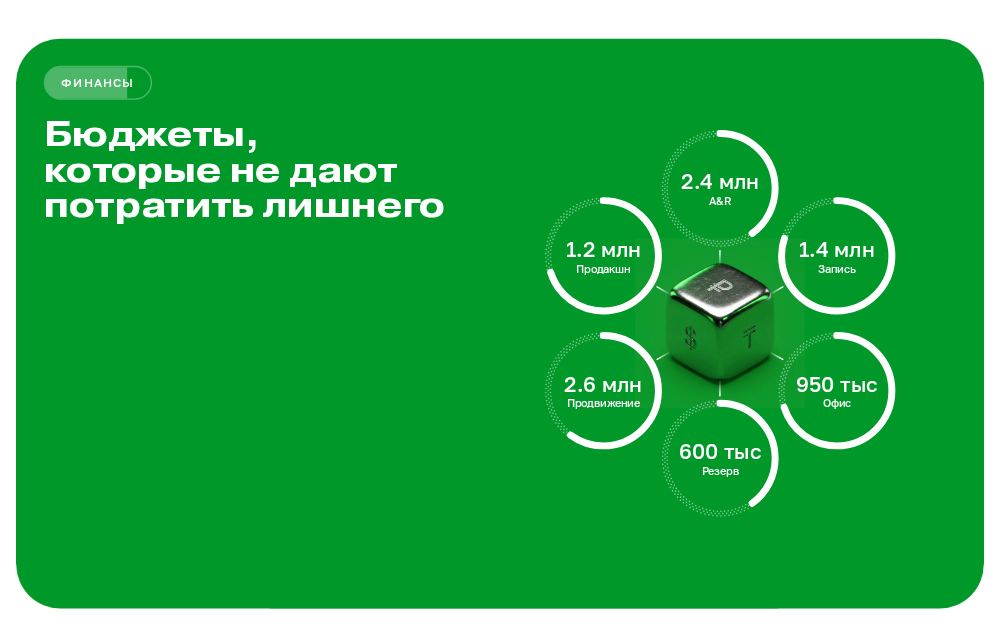 ФИНАНСЫ
Бюджеты,
которые не дают
потратить лишнего
2.4 млн
A&R
1.2 млн
Продакшн
1.4 млн
Запись
₽
$
₸
2.6 млн
Продвижение
950 тыс
Офис
600 тыс
Резерв